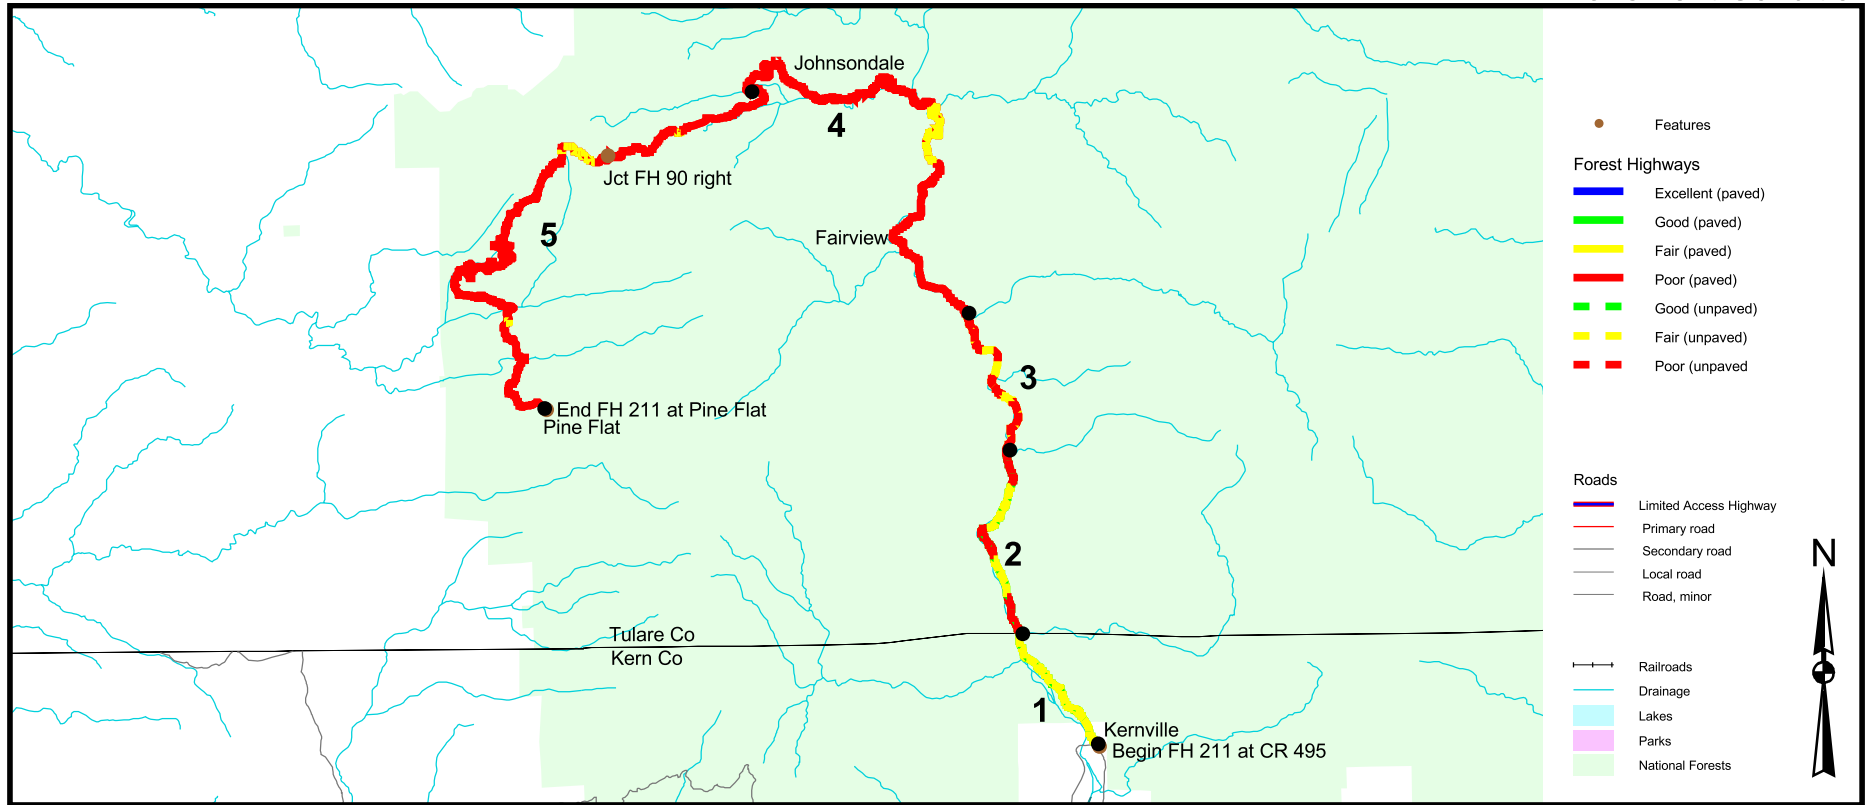 Johnsondale
4
Jct FH 90 right
5
Fairview
3
End FH 211 at Pine Flat
Pine Flat
2
Tulare Co
Kern Co
1
Kernville
Begin FH 211 at CR 495
Features
Forest Highways
Excellent (paved)
Good (paved)
Fair (paved)
Poor (paved)
Good (unpaved)
Fair (unpaved)
Poor (unpaved
Roads
Limited Access Highway
Primary road
Secondary road
Local road
Road, minor
N
Railroads
Drainage
Lakes
Parks
National Forests